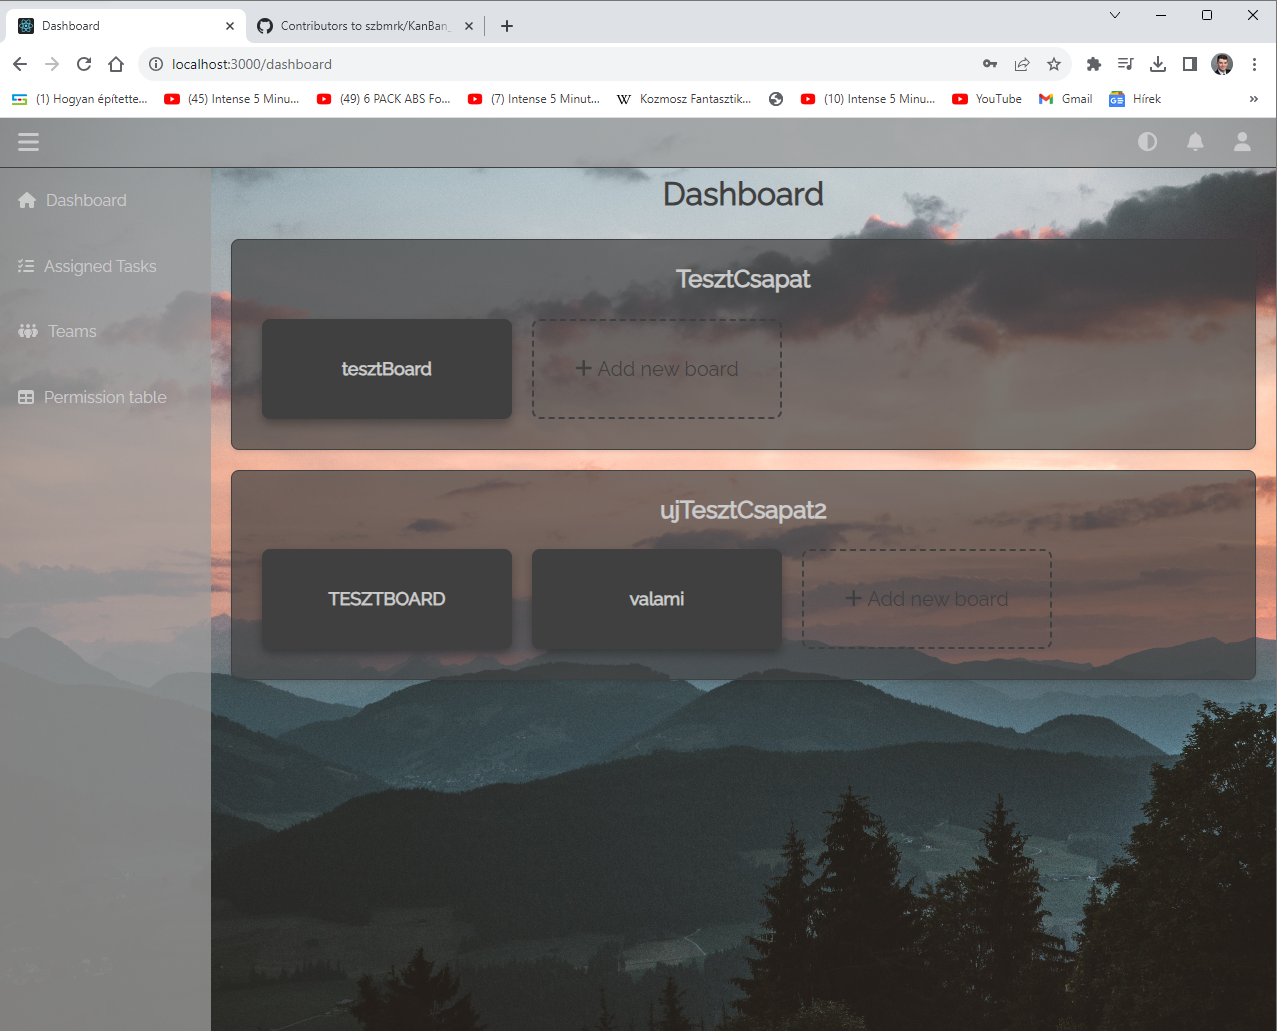 Dashboard
Contributors to szbmrk/KanBan_
localhost:3000/dashboard
(1) Hogyan építette...
(45) Intense 5 Minu...
(49) 6 PACK ABS Fo...
(7) Intense 5 Minut...
W Kozmosz Fantasztik...
(10) Intense 5 Minu...
YouTube
Gmail
GE Hírek
Dashboard
Assigned Tasks
Teams
Permission table
Dashboard
TesztCsapat
tesztBoard
+ Add new board
ujTesztCsapat2
TESZTBOARD
valami
+ Add new board